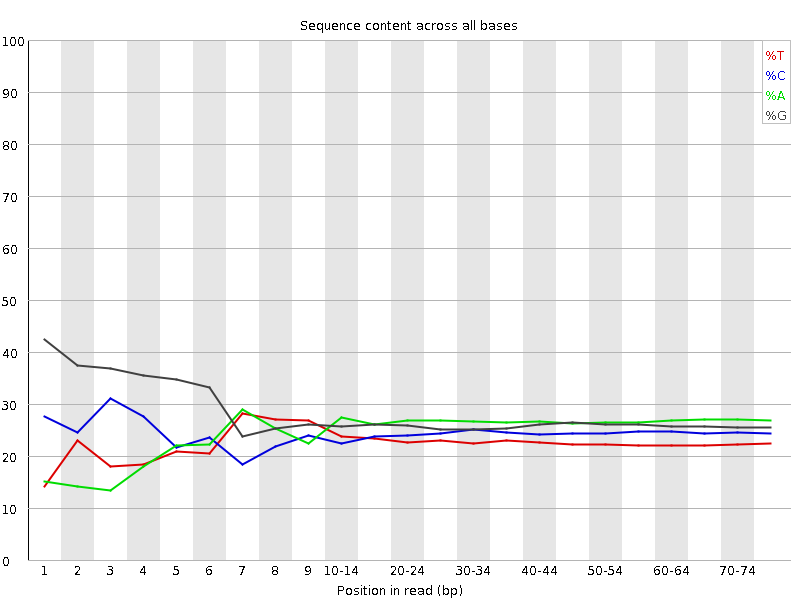 Sequence content across all bases
100
90
80
70
60
50
40
30
20
10
0
%T
%C
%A
%G
1 2 3 4 5 6 7 8 9 10-14 20-24 30-34 40-44 50-54 60-64 70-74
Position in read (bp)